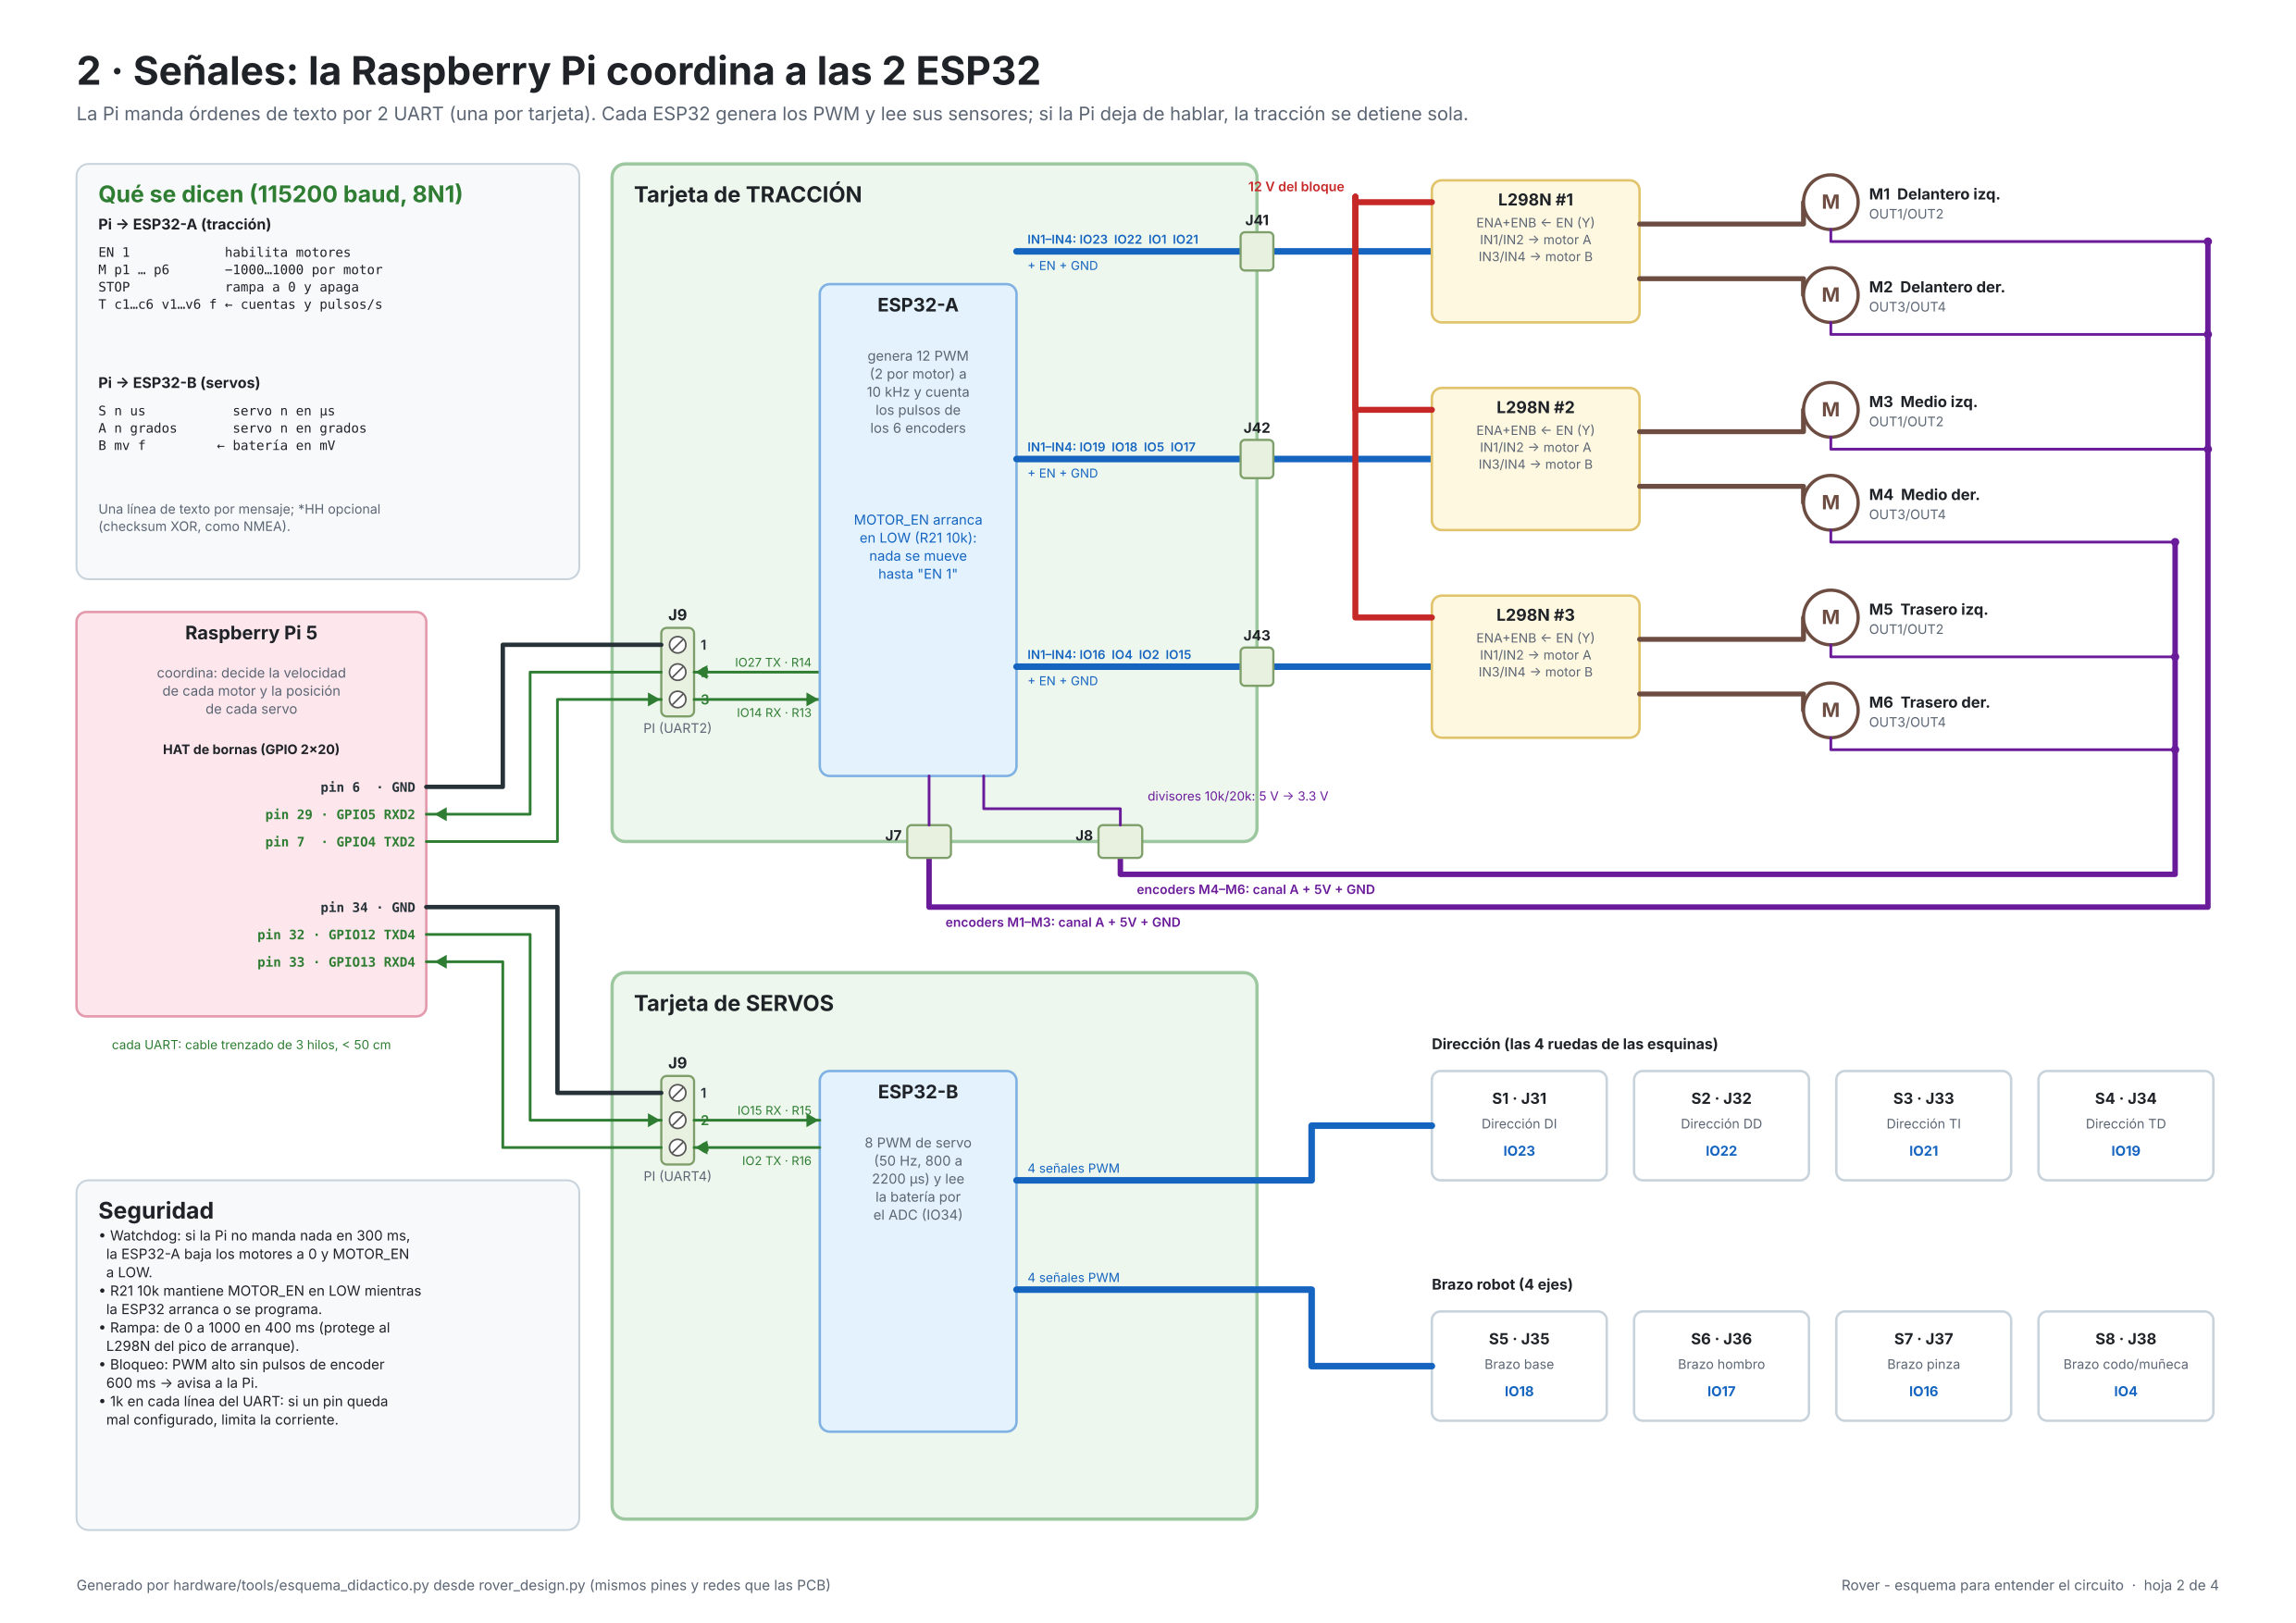 2 · Señales: la Raspberry Pi coordina a las 2 ESP32
La Pi manda órdenes de texto por 2 UART (una por tarjeta). Cada ESP32 genera los PWM y lee sus sensores; si la Pi deja de hablar, la tracción se detiene sola.
Qué se dicen (115200 baud, 8N1)
Pi → ESP32-A (tracción)
EN 1 habilita motores
M p1 … p6 −1000…1000 por motor
STOP rampa a 0 y apaga
T c1…c6 v1…v6 f ← cuentas y pulsos/s
Pi → ESP32-B (servos)
S n us servo n en µs
A n grados servo n en grados
B mv f ← batería en mV
Una línea de texto por mensaje; *HH opcional
(checksum XOR, como NMEA).
Raspberry Pi 5
coordina: decide la velocidad
de cada motor y la posición
de cada servo
HAT de bornas (GPIO 2×20)
pin 6 · GND
pin 29 · GPIO5 RXD2
pin 7 · GPIO4 TXD2
pin 34 · GND
pin 32 · GPIO12 TXD4
pin 33 · GPIO13 RXD4
cada UART: cable trenzado de 3 hilos, < 50 cm
Seguridad
• Watchdog: si la Pi no manda nada en 300 ms,
la ESP32-A baja los motores a 0 y MOTOR_EN
a LOW.
• R21 10k mantiene MOTOR_EN en LOW mientras
la ESP32 arranca o se programa.
• Rampa: de 0 a 1000 en 400 ms (protege al
L298N del pico de arranque).
• Bloqueo: PWM alto sin pulsos de encoder
600 ms → avisa a la Pi.
• 1k en cada línea del UART: si un pin queda
mal configurado, limita la corriente.
Tarjeta de TRACCIÓN
ESP32-A
genera 12 PWM
(2 por motor) a
10 kHz y cuenta
los pulsos de
los 6 encoders
MOTOR_EN arranca
en LOW (R21 10k):
nada se mueve
hasta "EN 1"
J9
1
3
PI (UART2)
IO27 TX · R14
IO14 RX · R13
IN1–IN4: IO23 IO22 IO1 IO21
+ EN + GND
J41
IN1–IN4: IO19 IO18 IO5 IO17
+ EN + GND
J42
IN1–IN4: IO16 IO4 IO2 IO15
+ EN + GND
J43
12 V del bloque
divisores 10k/20k: 5 V → 3.3 V
J7
J8
encoders M4–M6: canal A + 5V + GND
encoders M1–M3: canal A + 5V + GND
L298N #1
ENA+ENB ← EN (Y)
IN1/IN2 → motor A
IN3/IN4 → motor B
L298N #2
ENA+ENB ← EN (Y)
IN1/IN2 → motor A
IN3/IN4 → motor B
L298N #3
ENA+ENB ← EN (Y)
IN1/IN2 → motor A
IN3/IN4 → motor B
M
M1 Delantero izq.
OUT1/OUT2
M
M2 Delantero der.
OUT3/OUT4
M
M3 Medio izq.
OUT1/OUT2
M
M4 Medio der.
OUT3/OUT4
M
M5 Trasero izq.
OUT1/OUT2
M
M6 Trasero der.
OUT3/OUT4
Tarjeta de SERVOS
J9
1
2
PI (UART4)
IO15 RX · R15
IO2 TX · R16
ESP32-B
8 PWM de servo
(50 Hz, 800 a
2200 µs) y lee
la batería por
el ADC (IO34)
4 señales PWM
4 señales PWM
Dirección (las 4 ruedas de las esquinas)
S1 · J31
Dirección DI
IO23
S2 · J32
Dirección DD
IO22
S3 · J33
Dirección TI
IO21
S4 · J34
Dirección TD
IO19
Brazo robot (4 ejes)
S5 · J35
Brazo base
IO18
S6 · J36
Brazo hombro
IO17
S7 · J37
Brazo pinza
IO16
S8 · J38
Brazo codo/muñeca
IO4
Generado por hardware/tools/esquema_didactico.py desde rover_design.py (mismos pines y redes que las PCB)
Rover - esquema para entender el circuito · hoja 2 de 4